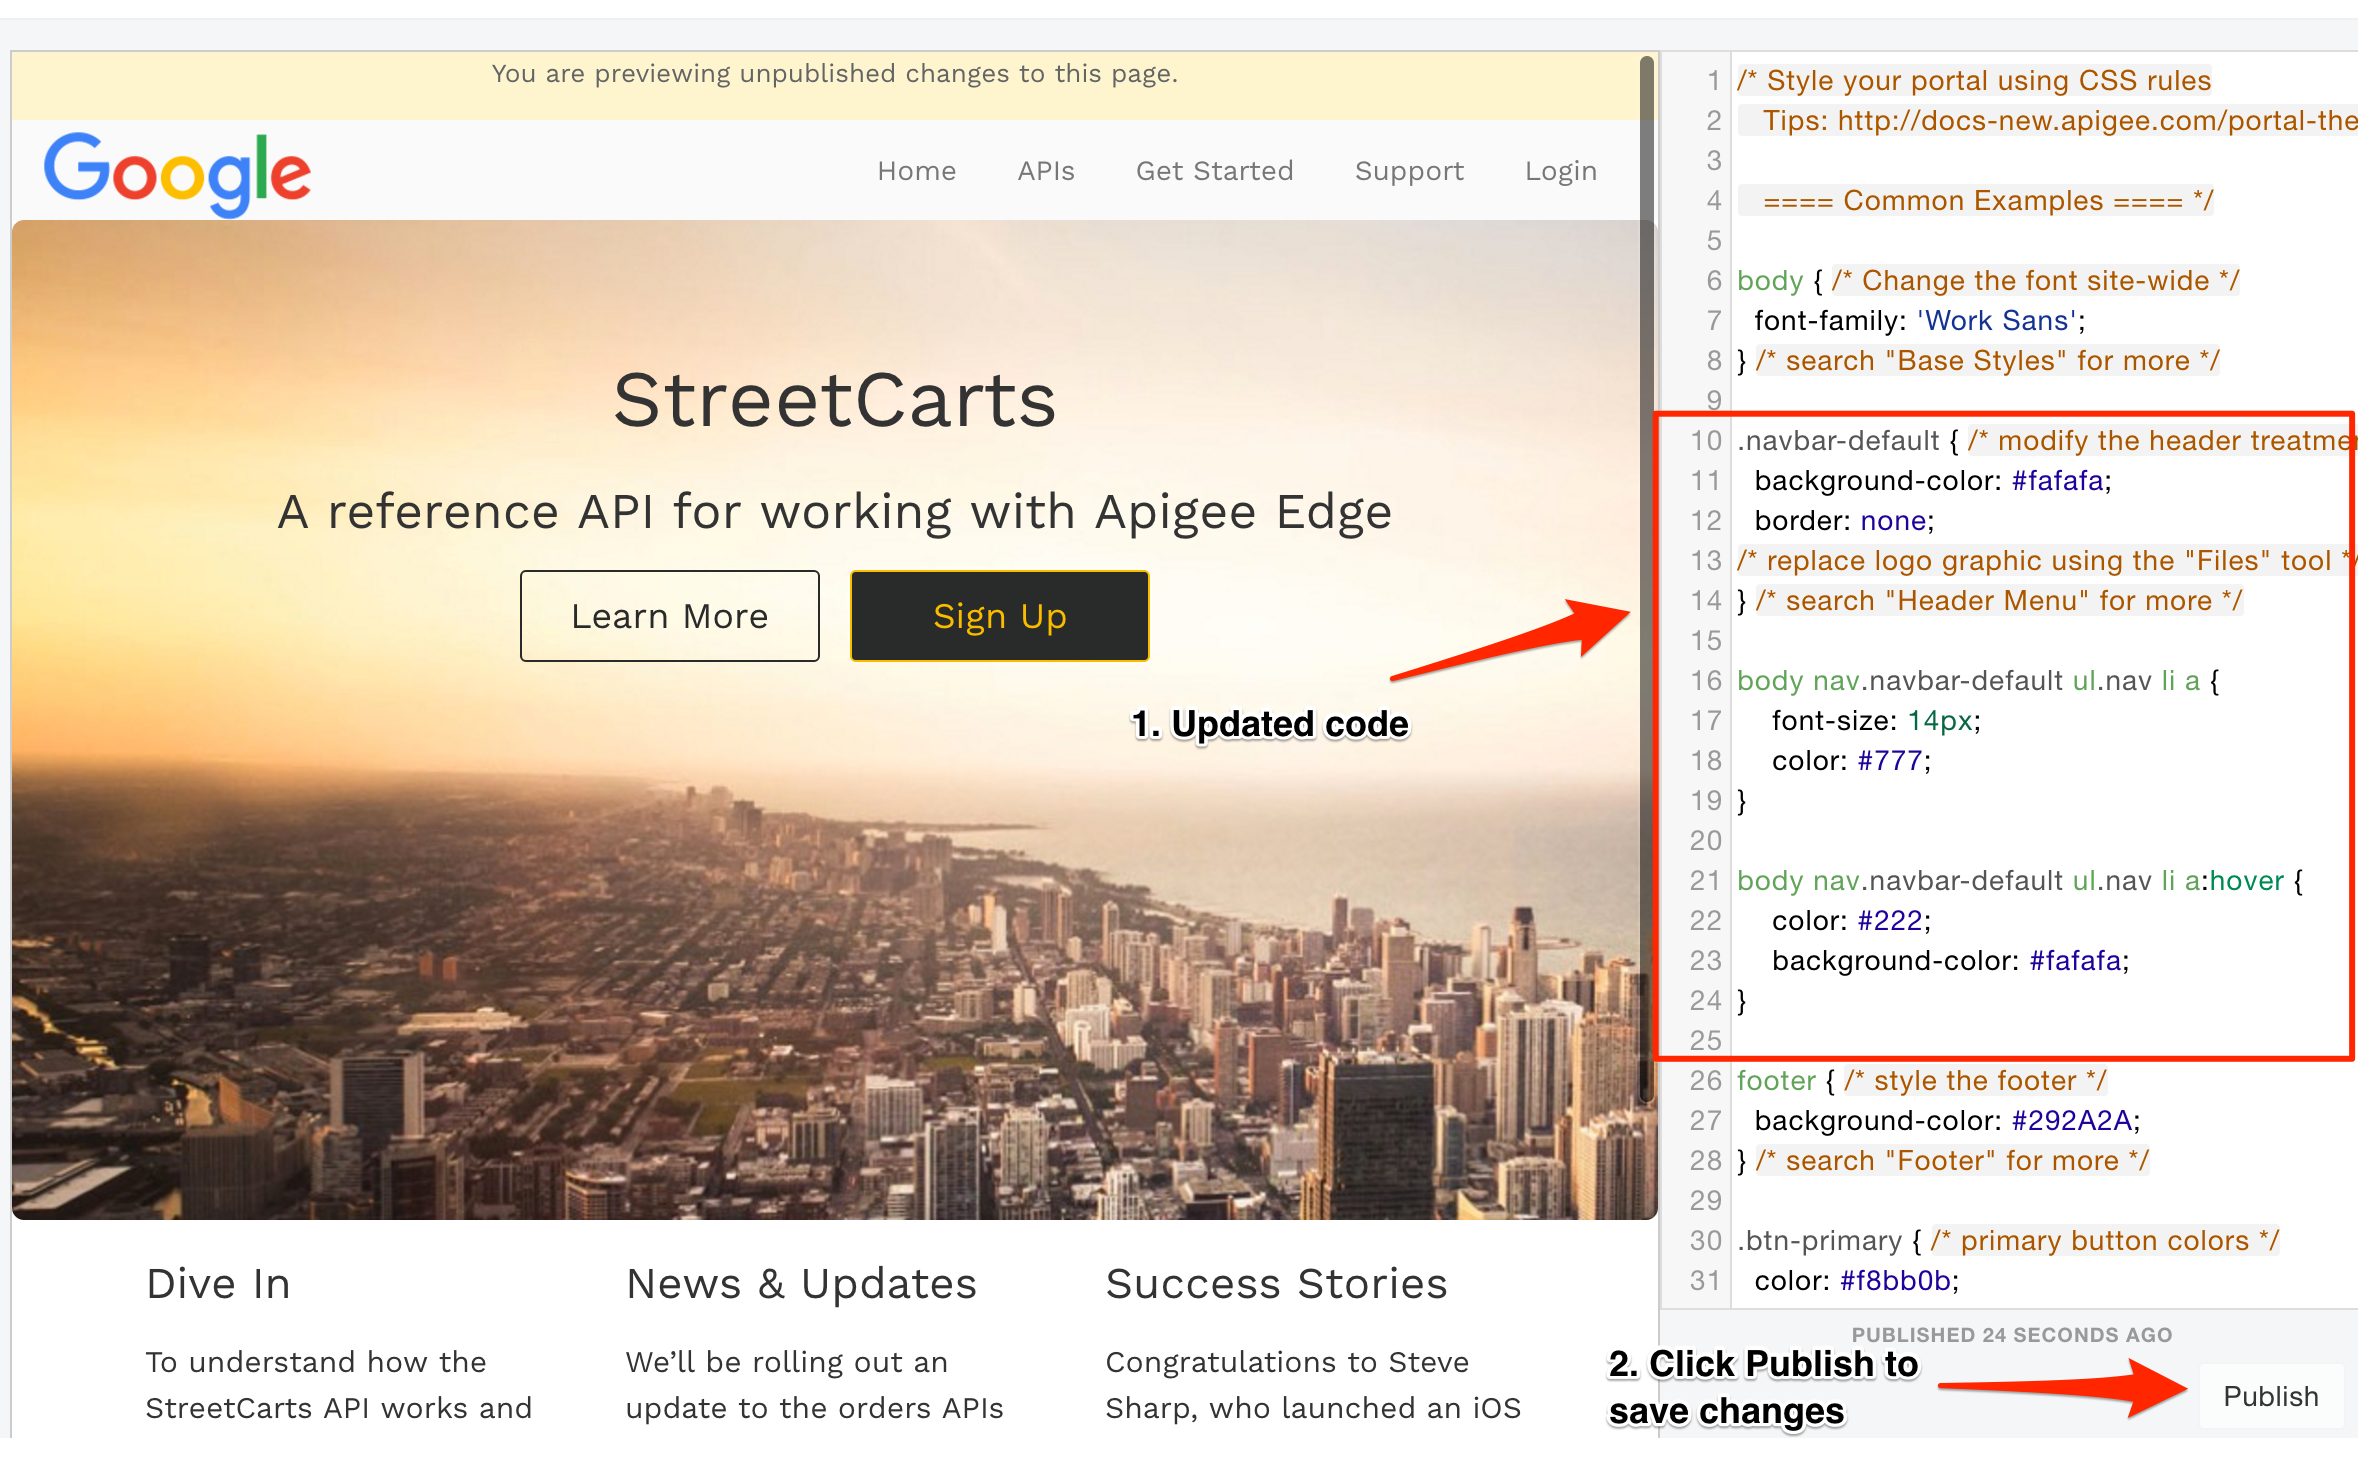 You are previewing unpublished changes to this page.
Google
Home APIs Get Started Support Login
StreetCarts
A reference API for working with Apigee Edge
Learn More Sign Up
1. Updated code
Dive In
To understand how the
StreetCarts API works and
News & Updates
We’ll be rolling out an
update to the orders APIs
Success Stories
Congratulations to Steve
Sharp, who launched an iOS
1 /* Style your portal using CSS rules
2 Tips: http://docs-new.apigee.com/portal-the
3
4 ==== Common Examples ==== */
5
6 body { /* Change the font site-wide */
7 font-family: 'Work Sans';
8 } /* search "Base Styles" for more */
9
10 .navbar-default { /* modify the header treatme
11 background-color: #fafafa;
12 border: none;
13 /* replace logo graphic using the "Files" tool */
14 } /* search "Header Menu" for more */
15
16 body nav.navbar-default ul.nav li a {
17 font-size: 14px;
18 color: #777;
19 }
20
21 body nav.navbar-default ul.nav li a:hover {
22 color: #222;
23 background-color: #fafafa;
24 }
25
26 footer { /* style the footer */
27 background-color: #292A2A;
28 } /* search "Footer" for more */
29
30 .btn-primary { /* primary button colors */
31 color: #f8bb0b;
PUBLISHED 24 SECONDS AGO
2. Click Publish to
save changes
Publish